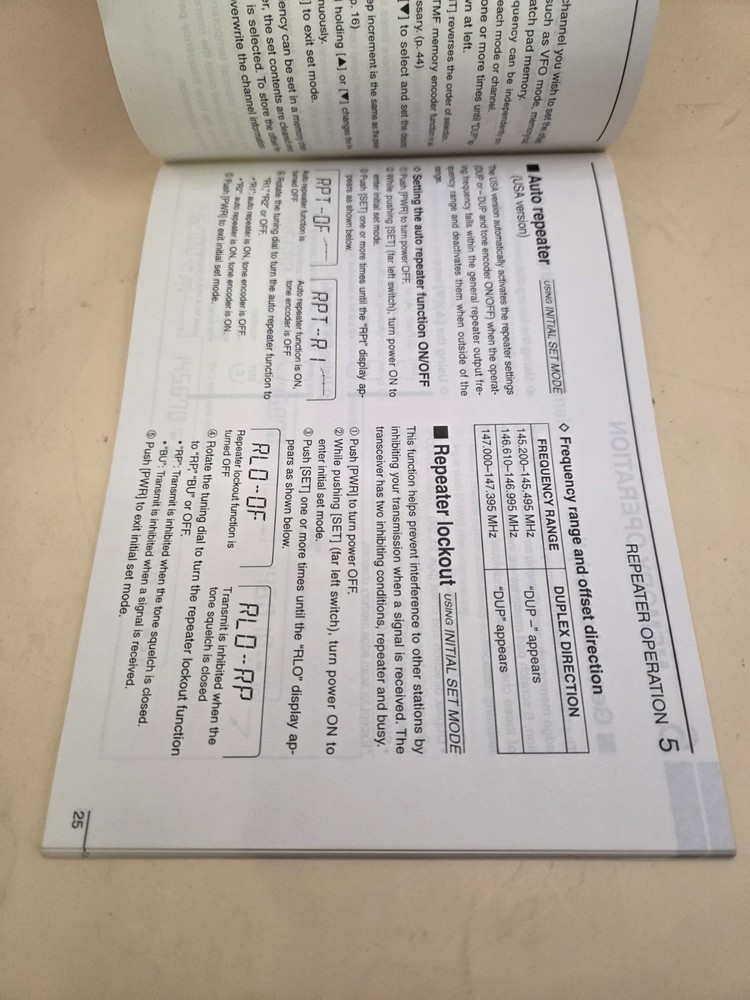 channel you wish to set the
such as VFO mode, memory
atch pad memory.
quency can be independently
each mode or channel.
one or more times until "DUP
wn at left.
IT] reverses the order of selection.
TMF memory encoder function
ssary. (p. 44)
[▼] to select and set the
ep increment is the same as the
p. 16)
holding [▲] or [▼] changes the
nuously.
] to exit set mode.
ency can be set in a memory
er, the set contents are cleared
is selected. To store the offset
verwrite the channel information
REPEATER OPERATION 5
■ Auto repeater USING INITIAL SET MODE
(USA version)
The USA version automatically activates the repeater settings
(DUP or – DUP and tone encoder ON/OFF) when the operat-
ing frequency falls within the general repeater output fre-
quency range and deactivates them when outside of the
range.
◇ Setting the auto repeater function ON/OFF
① Push [PWR] to turn power OFF.
② While pushing [SET] (far left switch), turn power ON to
enter initial set mode.
③ Push [SET] one or more times until the "RPt" display ap-
pears as shown below.
RPT-OF
RPT-R1
Auto repeater function is
turned OFF
Auto repeater function is ON,
tone encoder is OFF
④ Rotate the tuning dial to turn the auto repeater function to
"R1," "R2" or OFF.
• "R1": auto repeater is ON, tone encoder is OFF.
• "R2": auto repeater is ON, tone encoder is ON.
⑤ Push [PWR] to exit initial set mode.
◇ Frequency range and offset direction
FREQUENCY RANGE DUPLEX DIRECTION
145.200–145.495 MHz
146.610–146.995 MHz
"DUP –" appears
147.000–147.395 MHz "DUP" appears
■ Repeater lockout USING INITIAL SET MODE
This function helps prevent interference to other stations by
inhibiting your transmission when a signal is received. The
transceiver has two inhibiting conditions, repeater and busy.
① Push [PWR] to turn power OFF.
② While pushing [SET] (far left switch), turn power ON to
enter initial set mode.
③ Push [SET] one or more times until the "RLO" display ap-
pears as shown below.
RLO-OF
RLO-RP
Repeater lockout function is
turned OFF
Transmit is inhibited when the
tone squelch is closed
④ Rotate the tuning dial to turn the repeater lockout function
to "RP," "BU" or OFF.
• "RP": Transmit is inhibited when the tone squelch is closed.
• "BU": Transmit is inhibited when a signal is received.
⑤ Push [PWR] to exit initial set mode.
25